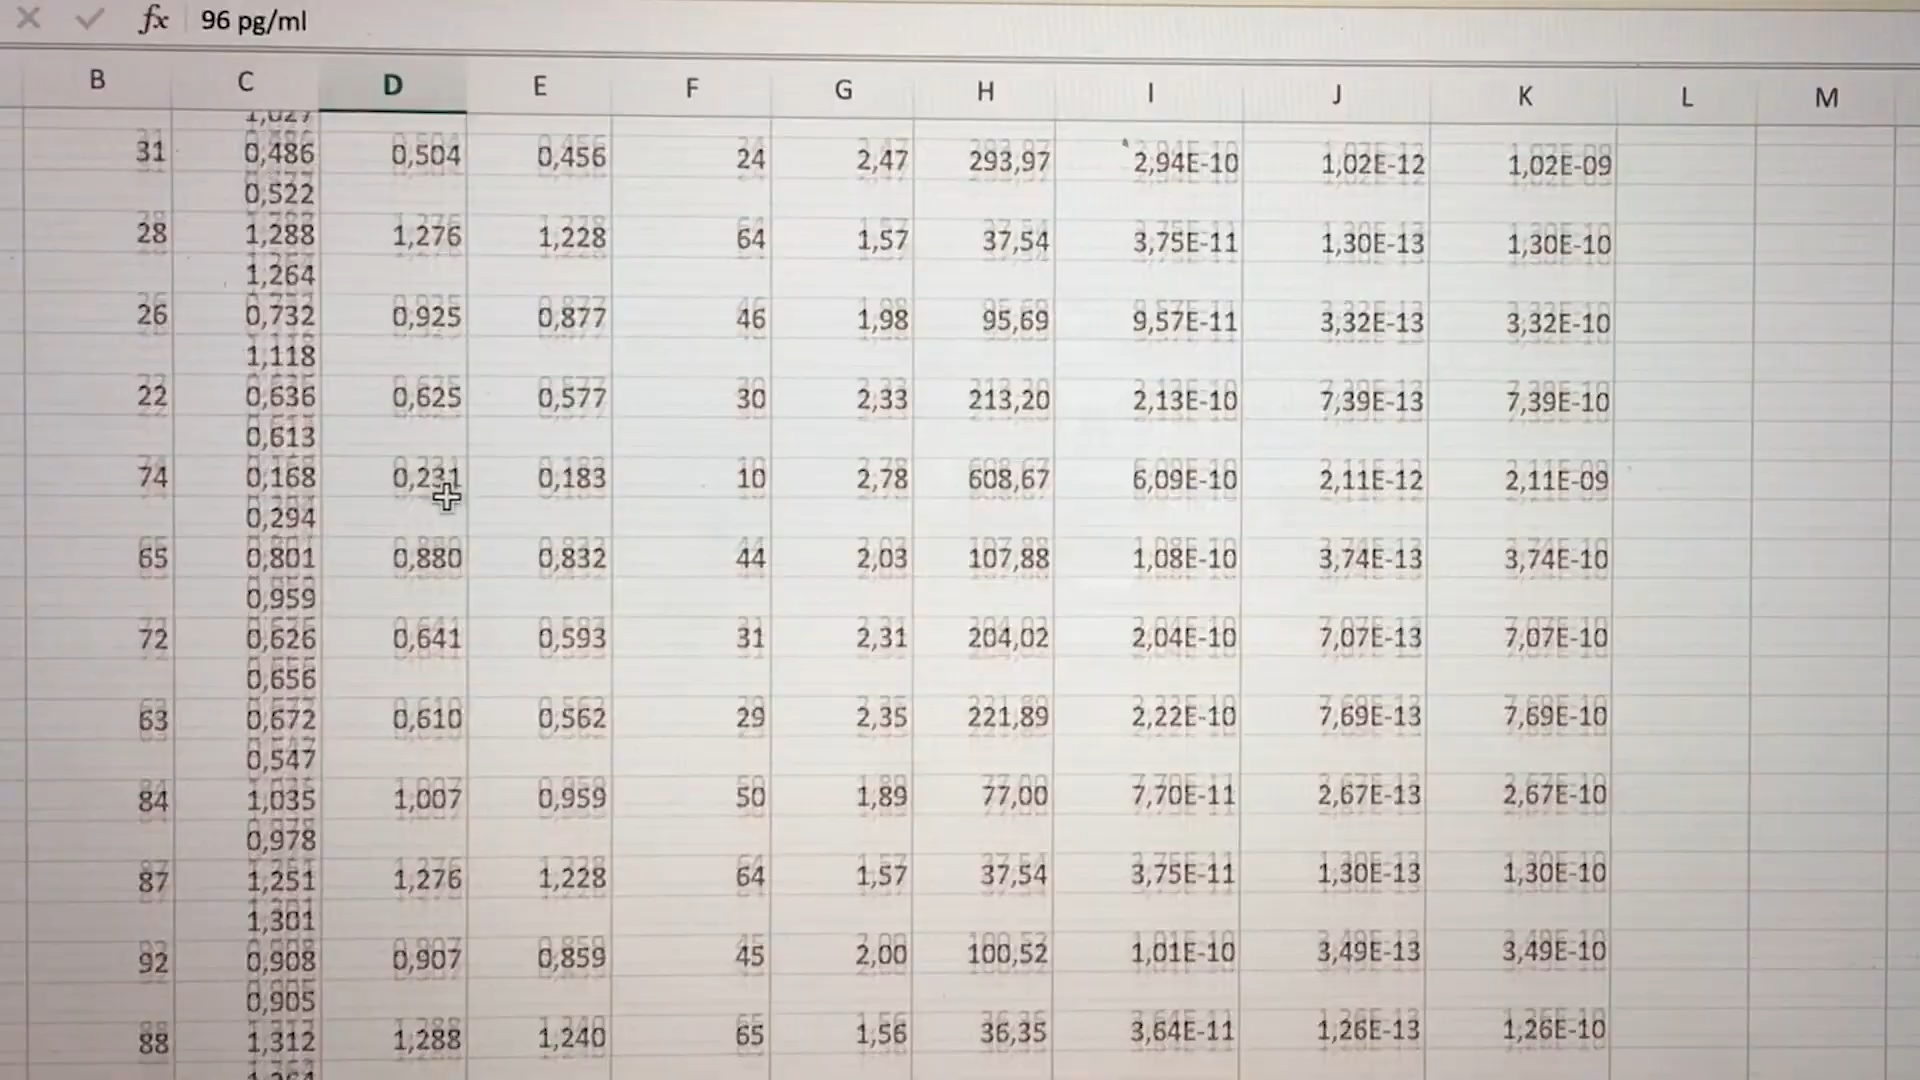 fx 96 pg/ml
B C D E F G H I J K L M
1,027
31 0,486 0,504 0,456 24 2,47 293,97 2,94E-10 1,02E-12 1,02E-09
0,522
28 1,288 1,276 1,228 64 1,57 37,54 3,75E-11 1,30E-13 1,30E-10
1,264
26 0,732 0,925 0,877 46 1,98 95,69 9,57E-11 3,32E-13 3,32E-10
1,118
22 0,636 0,625 0,577 30 2,33 213,20 2,13E-10 7,39E-13 7,39E-10
0,613
74 0,168 0,231 0,183 10 2,78 608,67 6,09E-10 2,11E-12 2,11E-09
0,294
65 0,801 0,880 0,832 44 2,03 107,88 1,08E-10 3,74E-13 3,74E-10
0,959
72 0,626 0,641 0,593 31 2,31 204,02 2,04E-10 7,07E-13 7,07E-10
0,656
63 0,672 0,610 0,562 29 2,35 221,89 2,22E-10 7,69E-13 7,69E-10
0,547
84 1,035 1,007 0,959 50 1,89 77,00 7,70E-11 2,67E-13 2,67E-10
0,978
87 1,251 1,276 1,228 64 1,57 37,54 3,75E-11 1,30E-13 1,30E-10
1,301
92 0,908 0,907 0,859 45 2,00 100,52 1,01E-10 3,49E-13 3,49E-10
0,905
88 1,312 1,288 1,240 65 1,56 36,35 3,64E-11 1,26E-13 1,26E-10